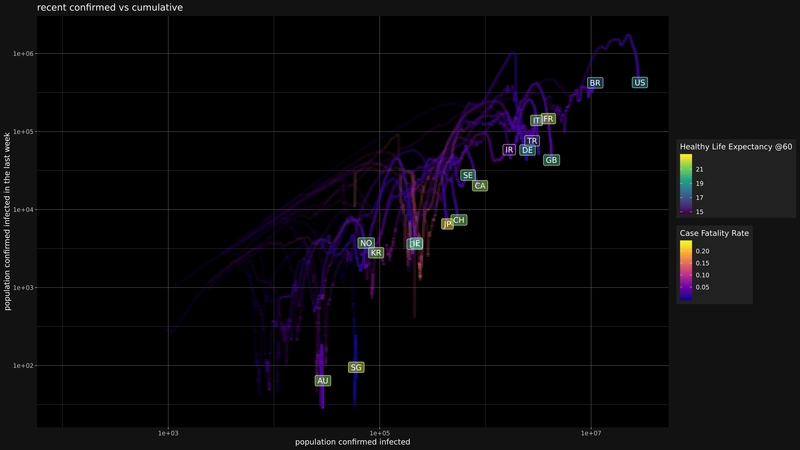 recent confirmed vs cumulative
1e+06
1e+05
1e+04
1e+03
1e+02
population confirmed infected in the last week
BR
US
IT
FR
TR
IR
DE
GB
SE
CA
JP
CH
NO
KR
IE
SG
AU
1e+03
1e+05
1e+07
population confirmed infected
Healthy Life Expectancy @60
21
19
17
15
Case Fatality Rate
0.20
0.15
0.10
0.05